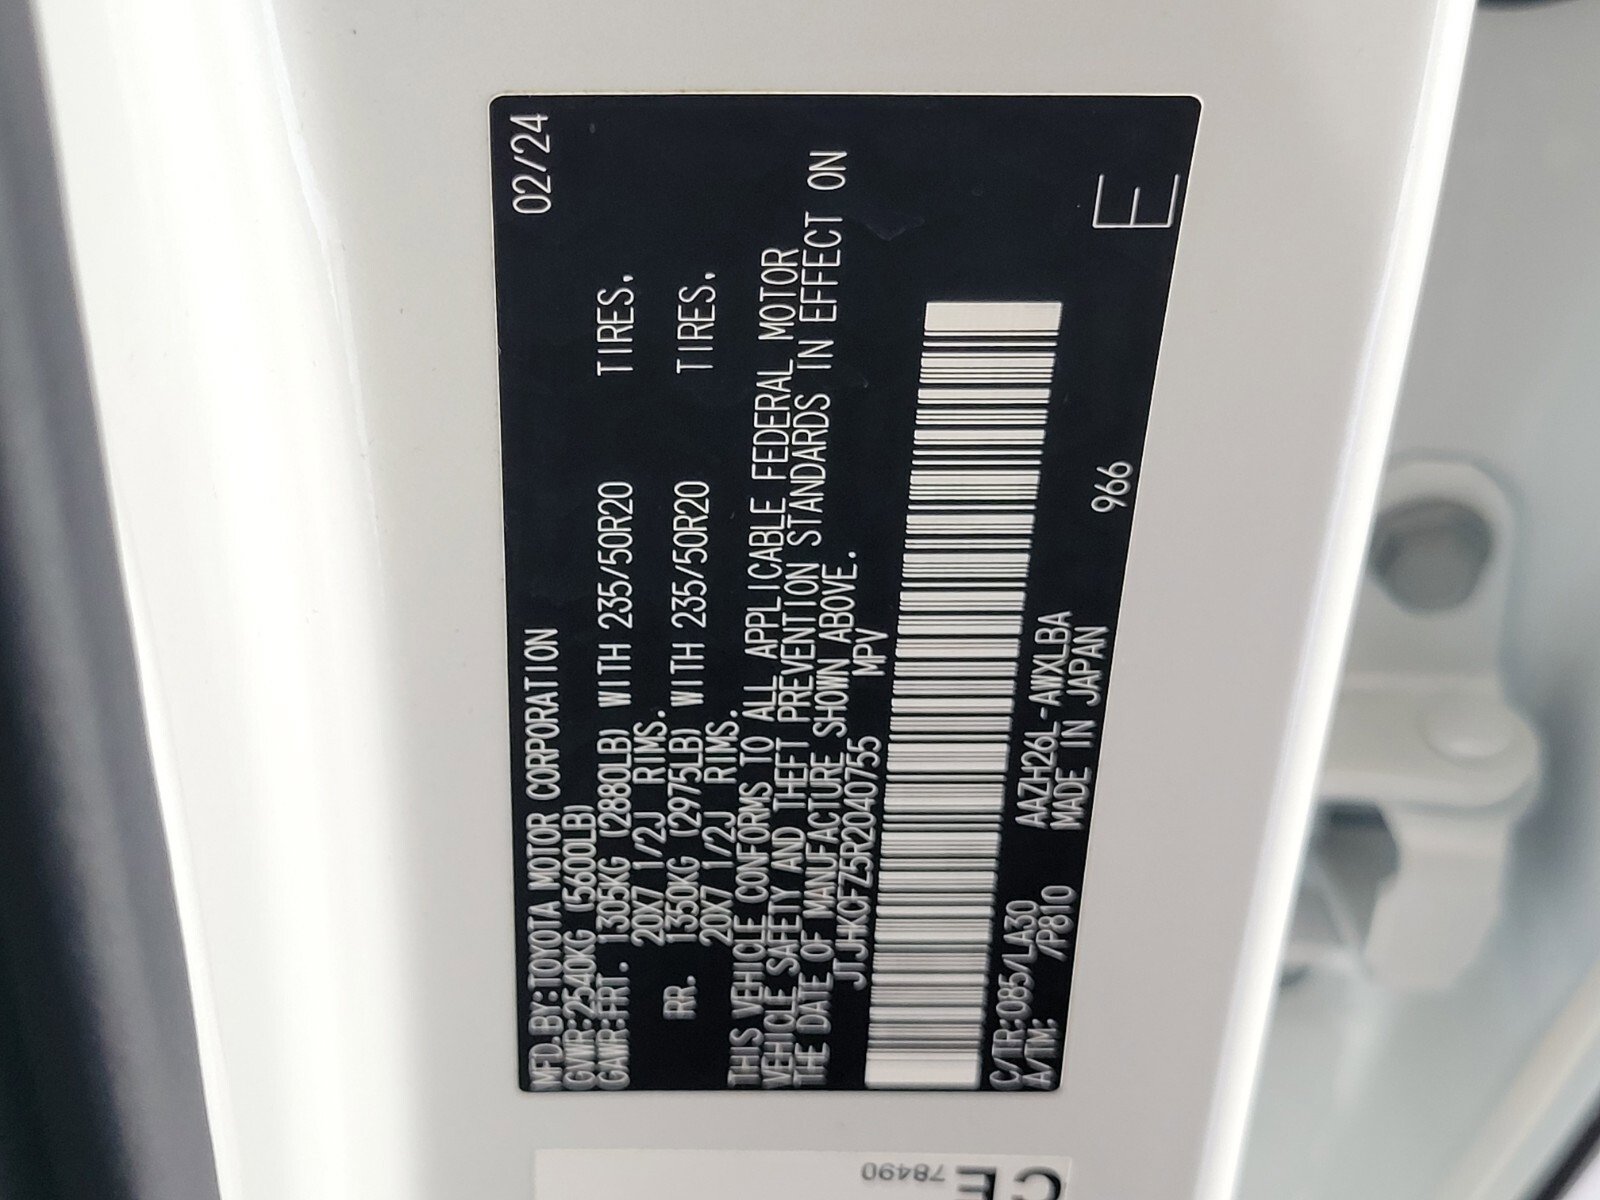 MFD.BY:TOYOTA MOTOR CORPORATION 02/24
GVWR:2540KG (5600LB)
GAWR:FRT. 1305KG (2880LB) WITH 235/50R20 TIRES,
20X7 1/2J RIMS.
RR. 1350KG (2975LB) WITH 235/50R20 TIRES,
20X7 1/2J RIMS.
THIS VEHICLE CONFORMS TO ALL APPLICABLE FEDERAL MOTOR
VEHICLE SAFETY AND THEFT PREVENTION STANDARDS IN EFFECT ON
THE DATE OF MANUFACTURE SHOWN ABOVE.
JTJHKCFZ5R2040755 MPV
C/TR:085/LA30 AAZH26L-AWXLBA
A/TM: /P810 MADE IN JAPAN 966 E
CE
78490